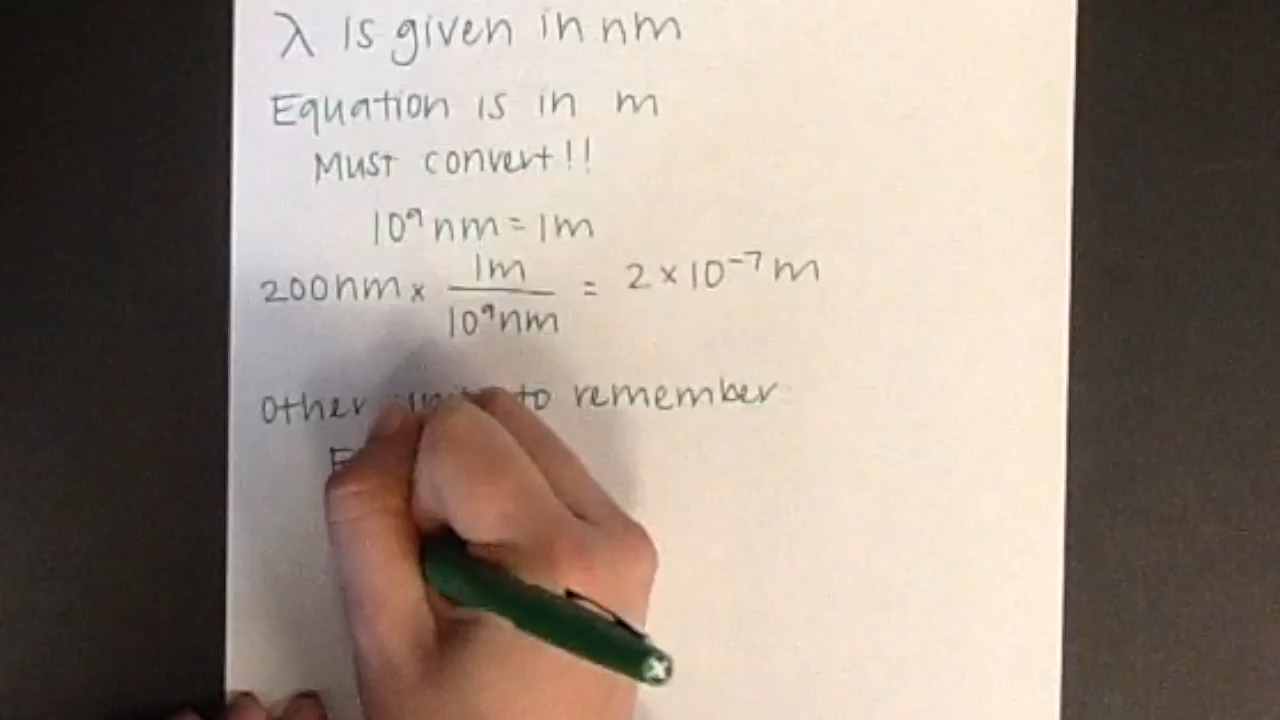 λ is given in nm
Equation is in m
Must convert!!
10⁹ nm = 1m
200nm × 1m / 10⁹nm = 2 × 10⁻⁷ m
Other to remember